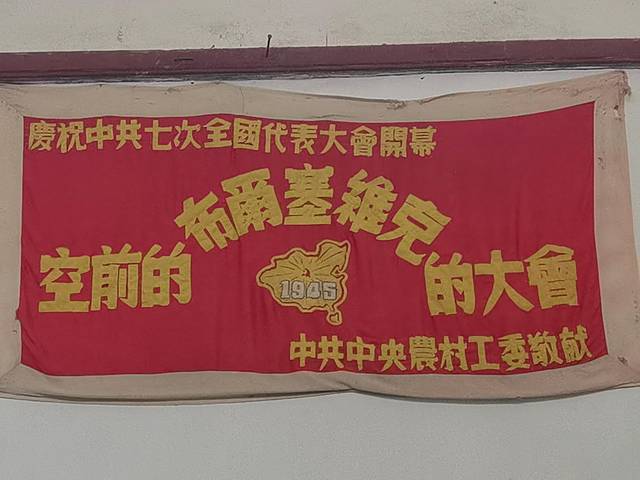 慶祝中共七次全國代表大會開幕
空前的布爾塞維克的大會
1945
中共中央農村工委敬献